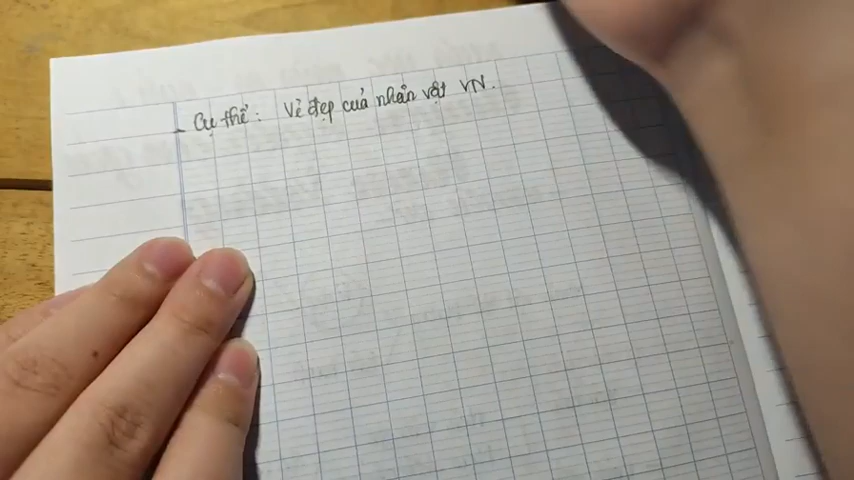 - Cụ thể : Vẻ đẹp của nhân vật VN.